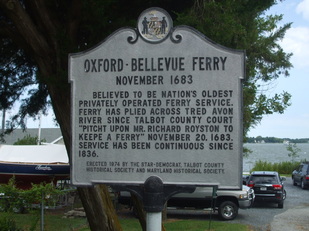 OXFORD-BELLEVUE FERRY
NOVEMBER 1683
BELIEVED TO BE NATION'S OLDEST
PRIVATELY OPERATED FERRY SERVICE.
FERRY HAS PLIED ACROSS TRED AVON
RIVER SINCE TALBOT COUNTY COURT
"PITCHT UPON MR. RICHARD ROYSTON TO
KEEPE A FERRY" NOVEMBER 20, 1683.
SERVICE HAS BEEN CONTINUOUS SINCE
1836.
ERECTED 1974 BY THE STAR-DEMOCRAT, TALBOT COUNTY
HISTORICAL SOCIETY AND MARYLAND HISTORICAL SOCIETY.